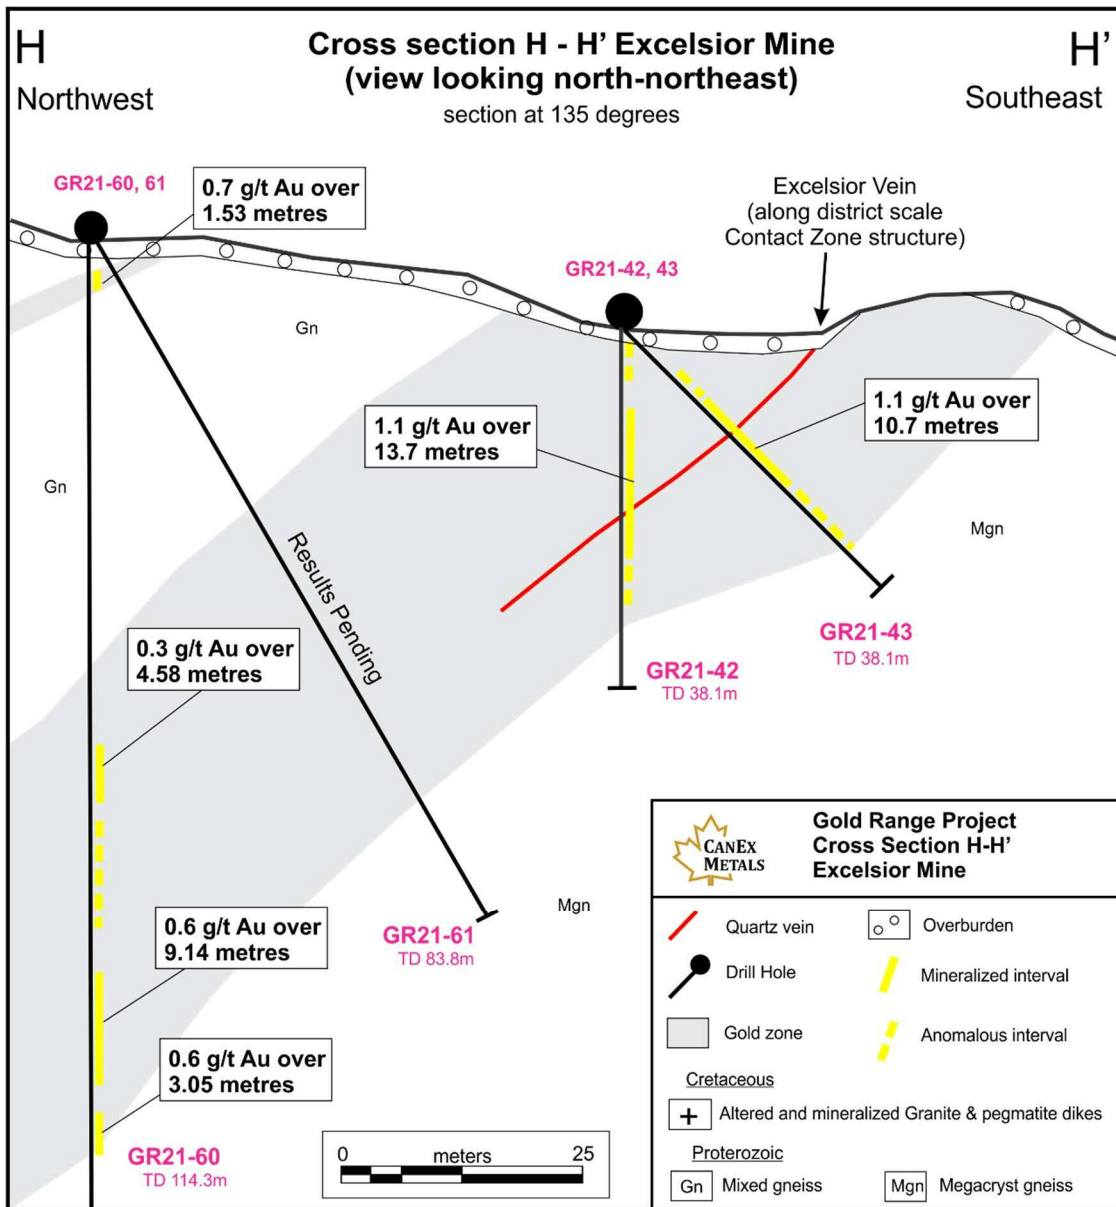 H
H’
Cross section H - H’ Excelsior Mine
(view looking north-northeast)
section at 135 degrees
Northwest
Southeast
GR21-60, 61
0.7 g/t Au over
1.53 metres
Excelsior Vein
(along district scale
Contact Zone structure)
GR21-42, 43
Gn
1.1 g/t Au over
13.7 metres
1.1 g/t Au over
10.7 metres
Gn
Mgn
Results Pending
0.3 g/t Au over
4.58 metres
GR21-43
TD 38.1m
GR21-42
TD 38.1m
Mgn
GR21-61
TD 83.8m
0.6 g/t Au over
9.14 metres
0.6 g/t Au over
3.05 metres
GR21-60
TD 114.3m
0 meters 25
CANEX
METALS
Gold Range Project
Cross Section H-H’
Excelsior Mine
Quartz vein
Overburden
Drill Hole
Mineralized interval
Gold zone
Anomalous interval
Cretaceous
+ Altered and mineralized Granite & pegmatite dikes
Proterozoic
Gn Mixed gneiss
Mgn Megacryst gneiss